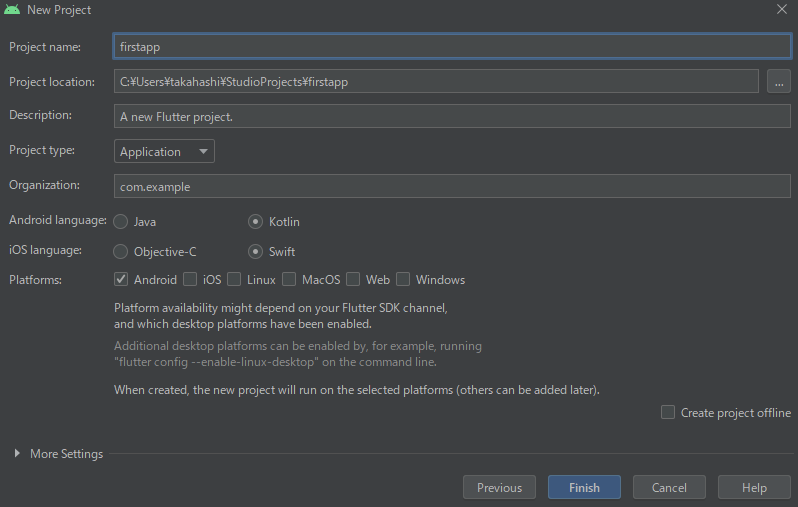 New Project
Project name: firstapp
Project location: C:¥Users¥takahashi¥StudioProjects¥firstapp ...
Description: A new Flutter project.
Project type: Application
Organization: com.example
Android language: Java Kotlin
iOS language: Objective-C Swift
Platforms: Android iOS Linux MacOS Web Windows
Platform availability might depend on your Flutter SDK channel,
and which desktop platforms have been enabled.
Additional desktop platforms can be enabled by, for example, running
"flutter config --enable-linux-desktop" on the command line.
When created, the new project will run on the selected platforms (others can be added later).
Create project offline
More Settings
Previous Finish Cancel Help